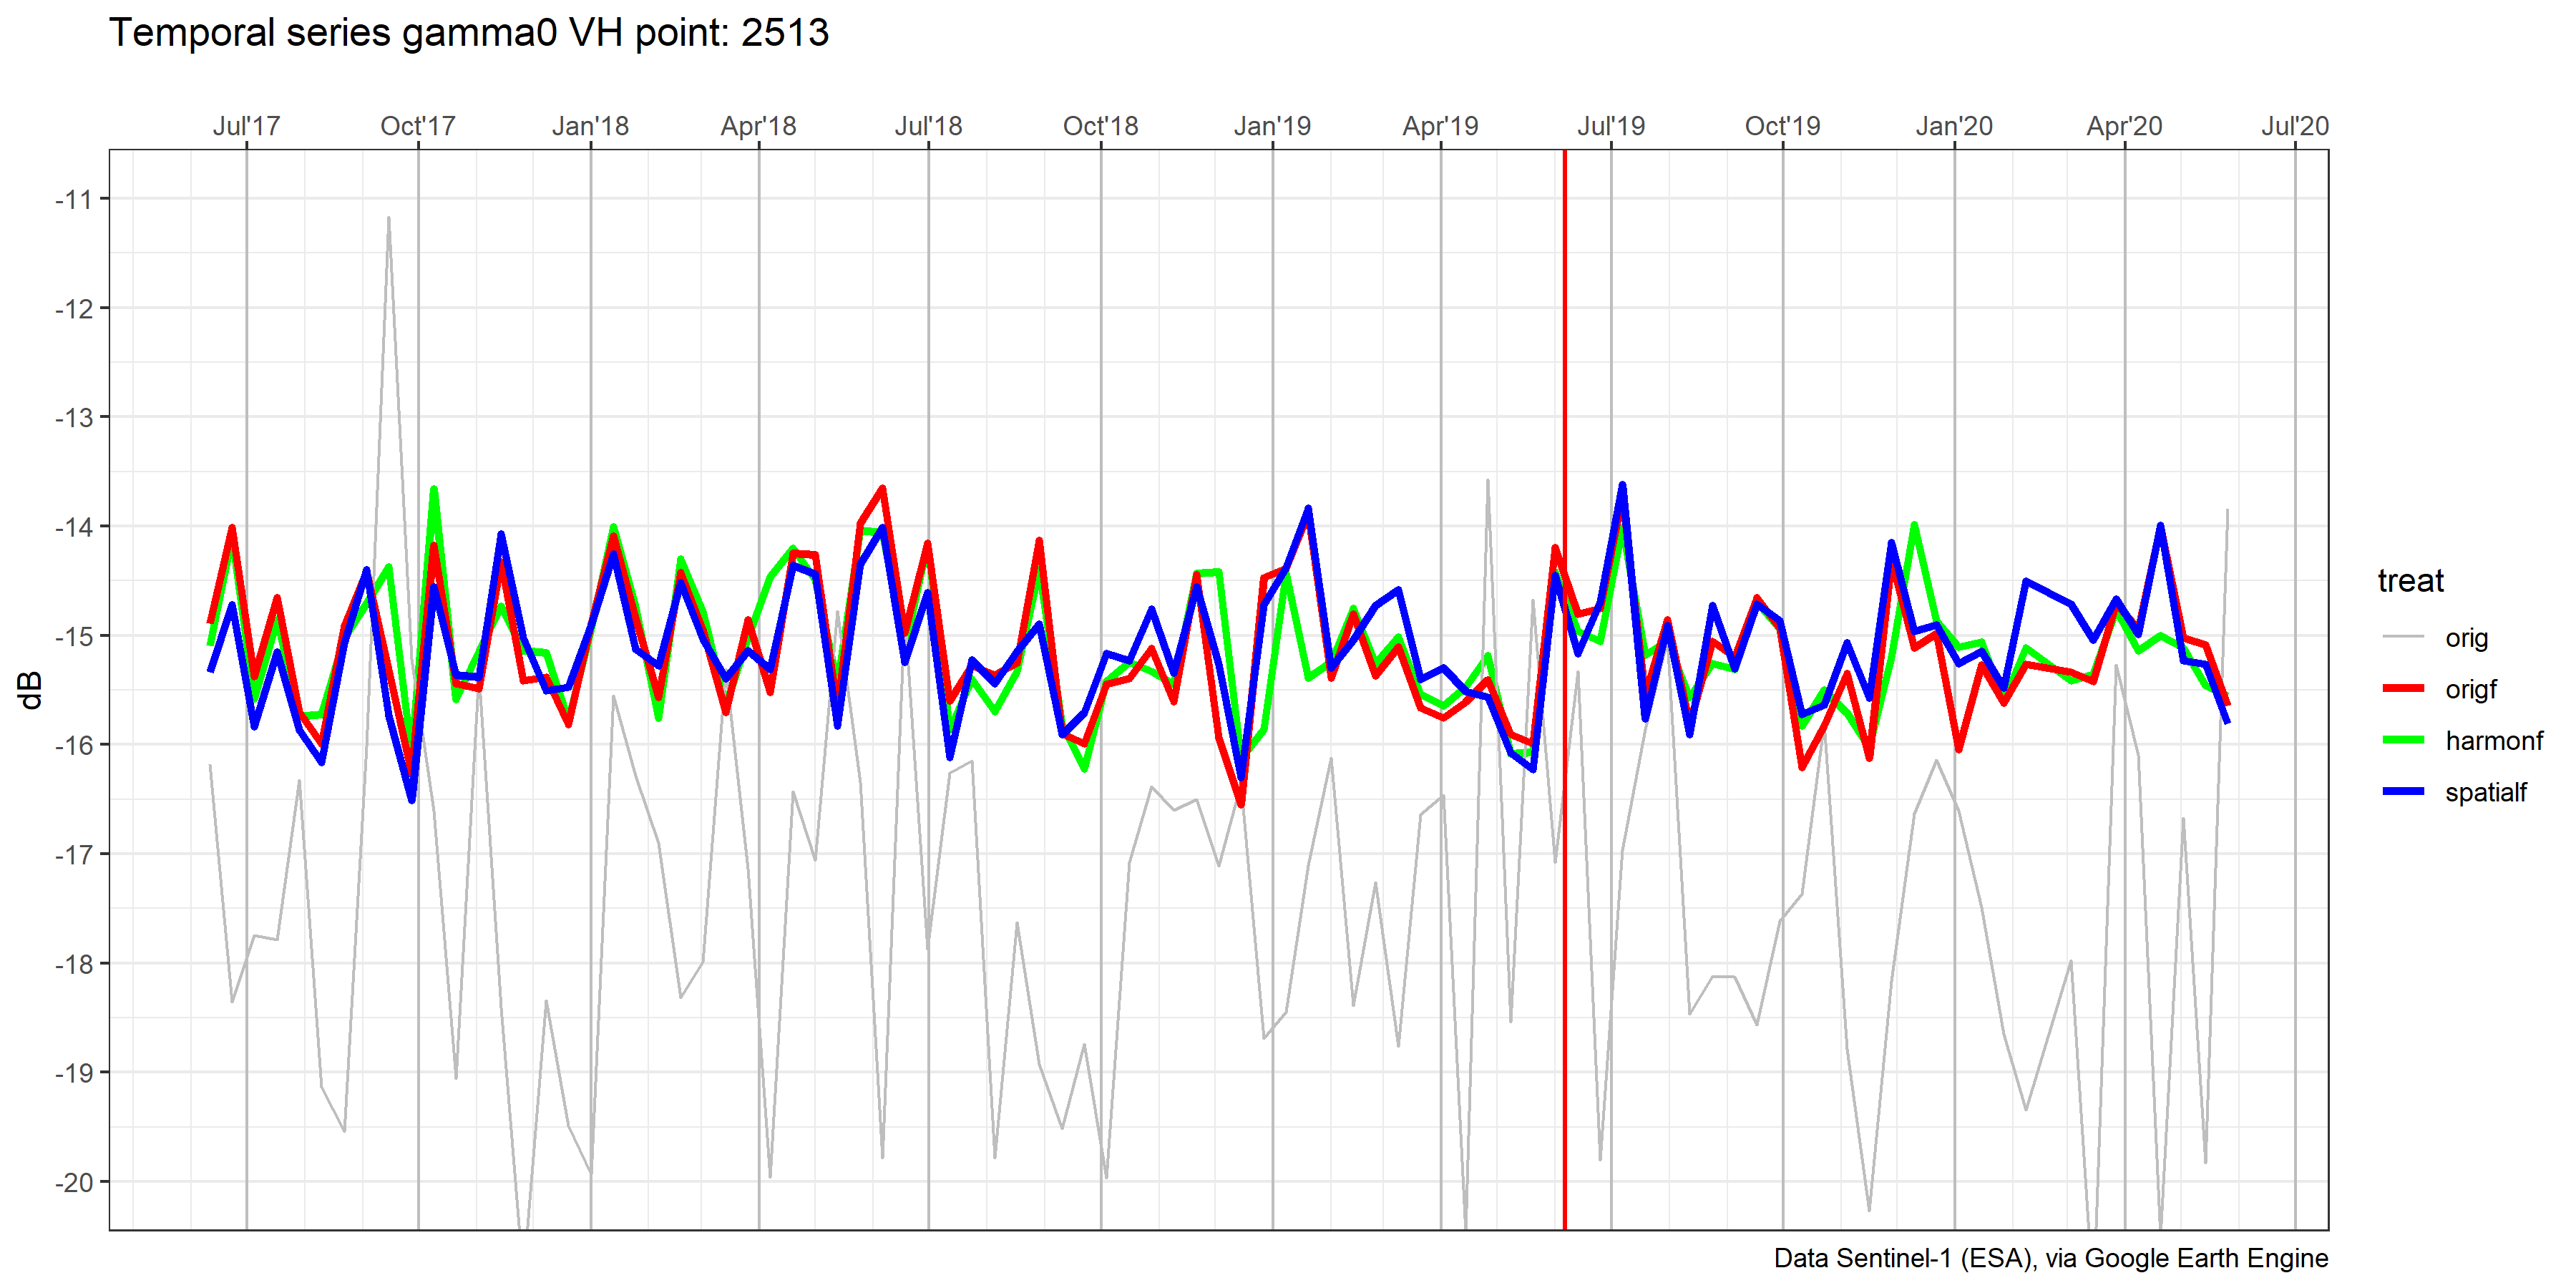 Temporal series gamma0 VH point: 2513
Jul'17 Oct'17 Jan'18 Apr'18 Jul'18 Oct'18 Jan'19 Apr'19 Jul'19 Oct'19 Jan'20 Apr'20 Jul'20
-11
-12
-13
-14
-15
-16
-17
-18
-19
-20
dB
treat
orig
origf
harmonf
spatialf
Data Sentinel-1 (ESA), via Google Earth Engine